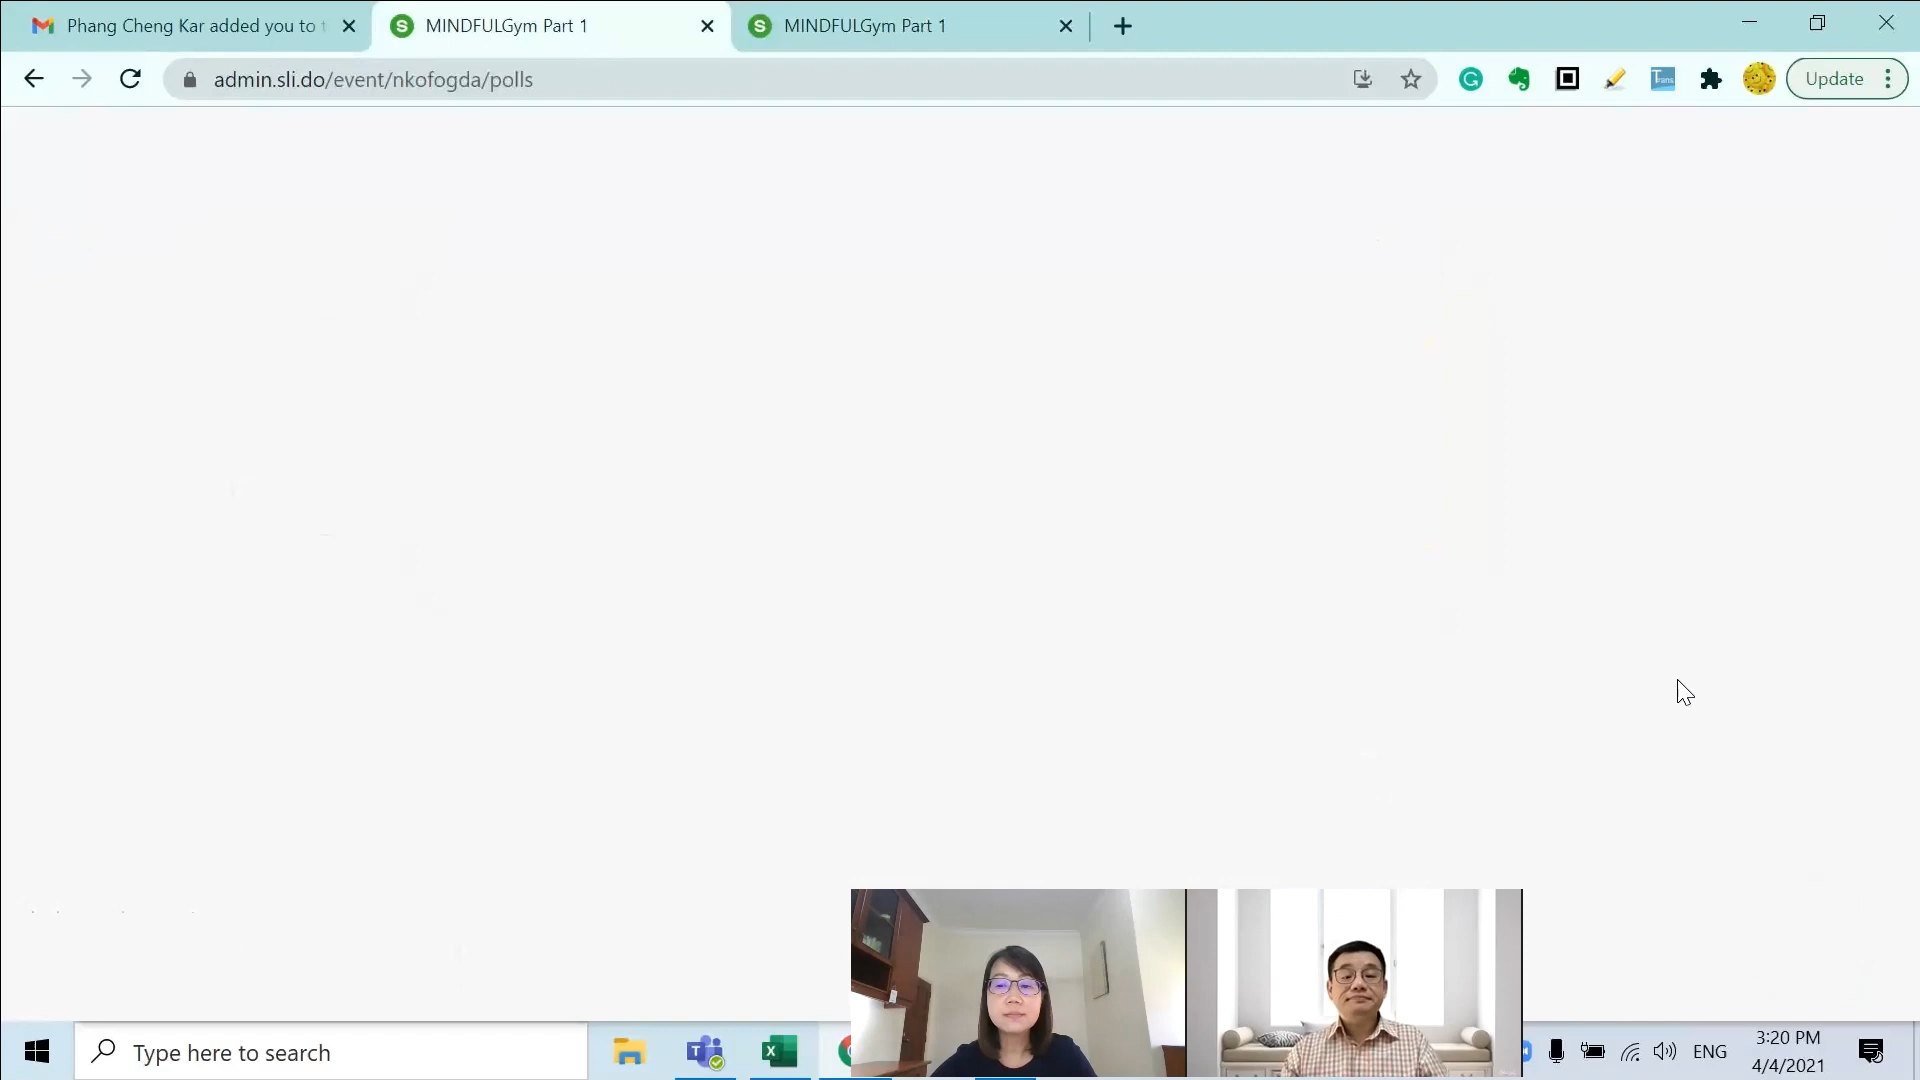 Phang Cheng Kar added you to t
MINDFULGym Part 1
MINDFULGym Part 1
admin.sli.do/event/nkofogda/polls
Update
Type here to search
ENG
3:20 PM
4/4/2021